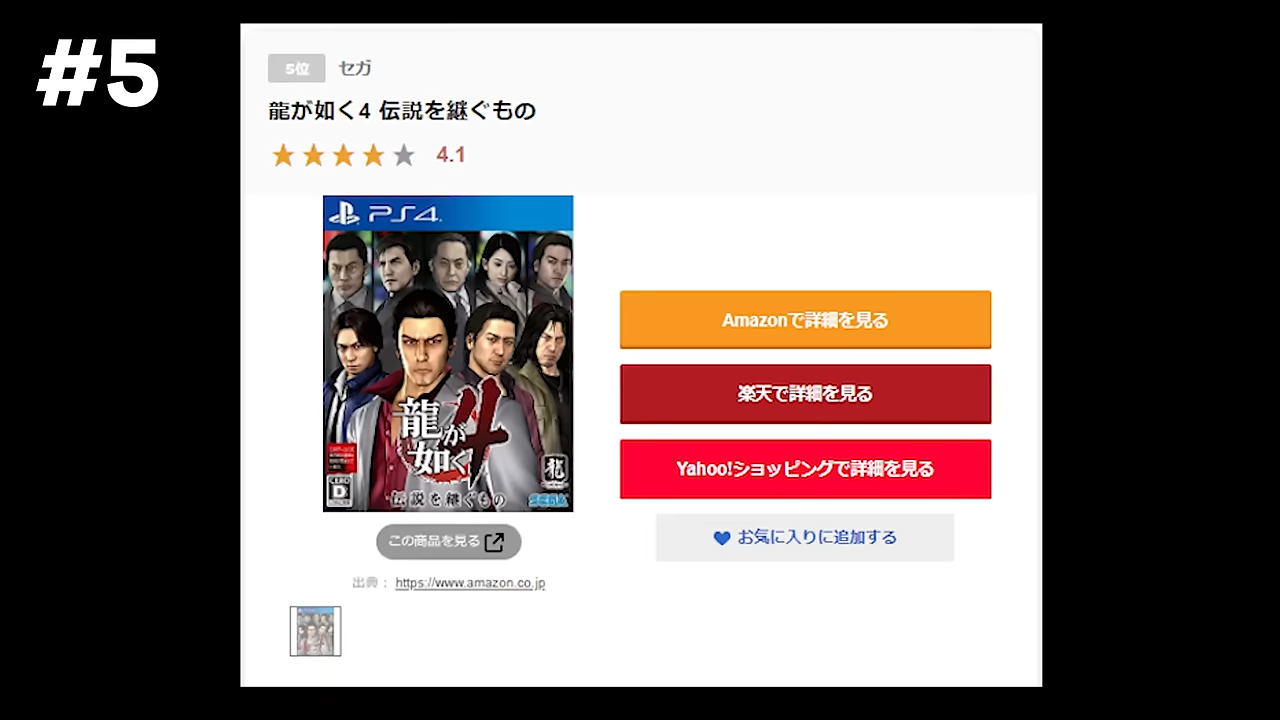 #5
5位 セガ
龍が如く4 伝説を継ぐもの
4.1
PS4
龍が如く4
伝説を継ぐもの
CERO
D
龍
SEGA
Amazonで詳細を見る
楽天で詳細を見る
Yahoo!ショッピングで詳細を見る
お気に入りに追加する
この商品を見る
出典： https://www.amazon.co.jp